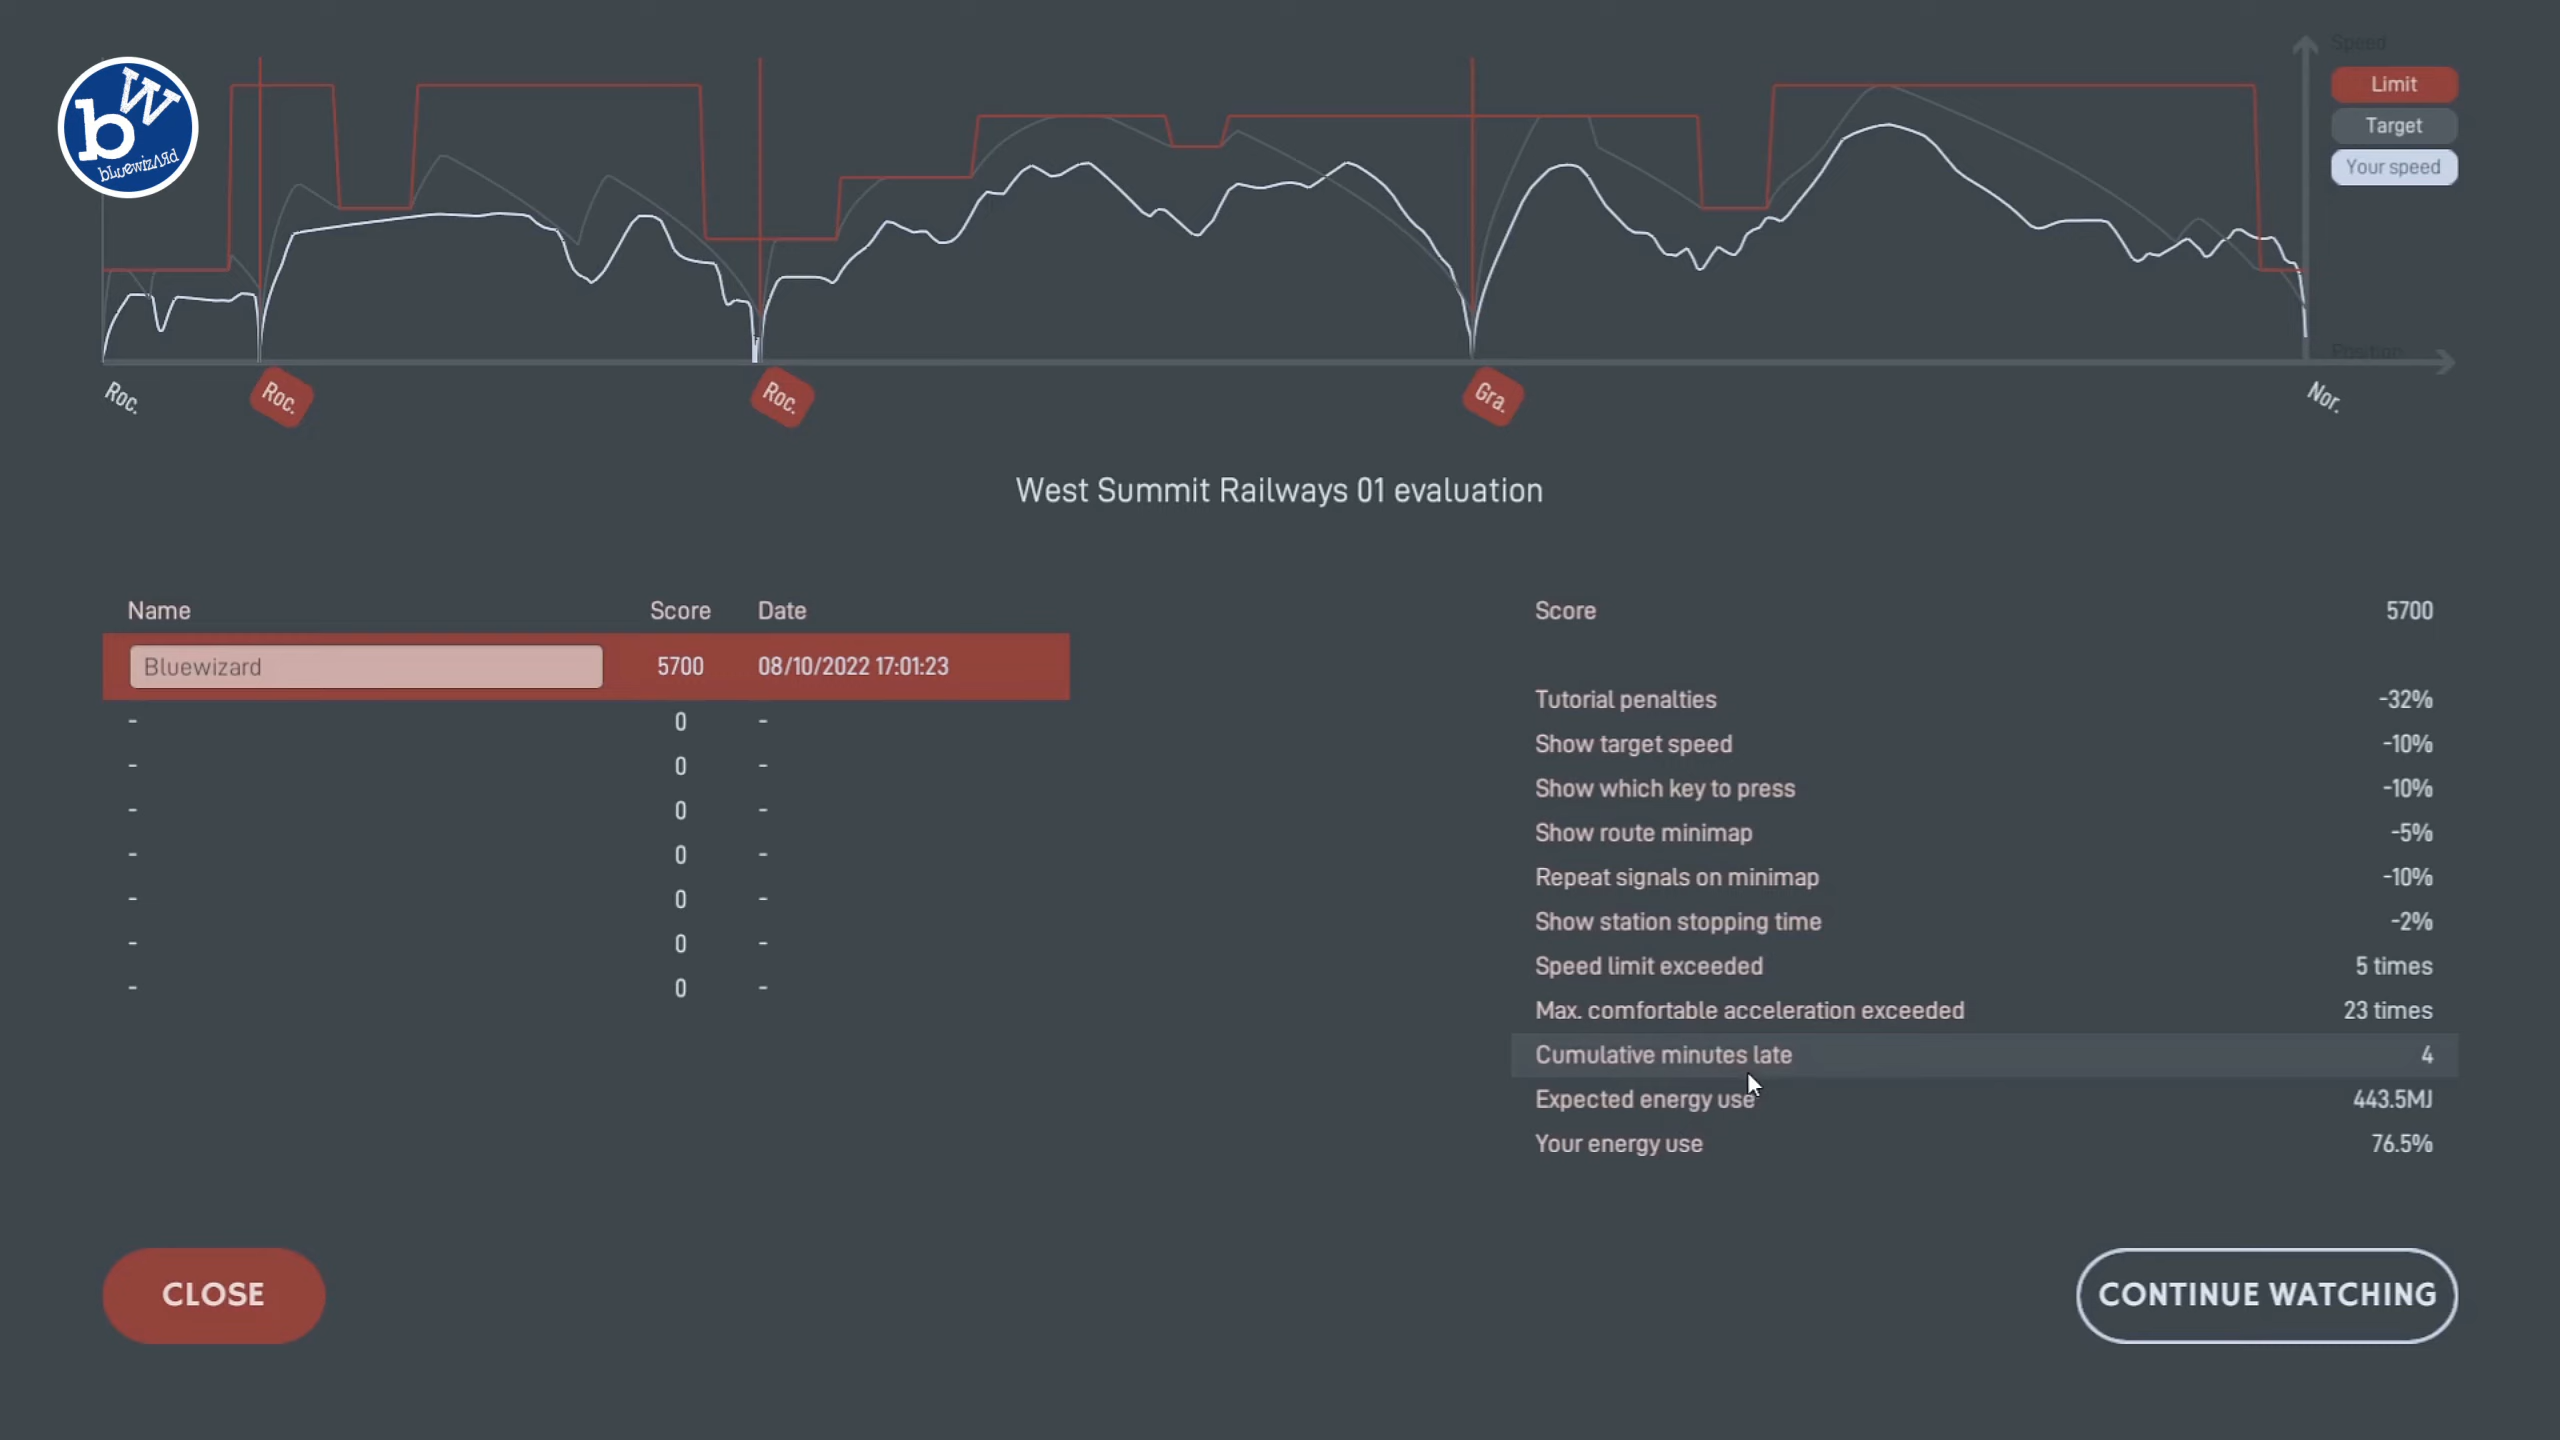 Speed
Limit
Target
Your speed
bW
bluewizARd
Position
Roc.
Roc.
Roc.
Gra.
Nor.
West Summit Railways 01 evaluation
Name Score Date
Bluewizard 5700 08/10/2022 17:01:23
- 0 -
- 0 -
- 0 -
- 0 -
- 0 -
- 0 -
- 0 -
Score 5700
Tutorial penalties -32%
Show target speed -10%
Show which key to press -10%
Show route minimap -5%
Repeat signals on minimap -10%
Show station stopping time -2%
Speed limit exceeded 5 times
Max. comfortable acceleration exceeded 23 times
Cumulative minutes late 4
Expected energy use 443.5MJ
Your energy use 76.5%
CLOSE
CONTINUE WATCHING